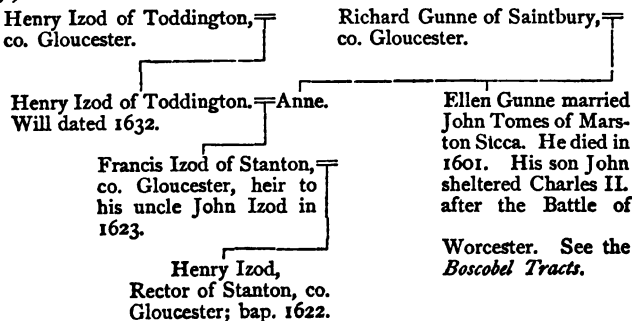 Henry Izod of Toddington,
co. Gloucester.
Richard Gunne of Saintbury,
co. Gloucester.
Henry Izod of Toddington.
Will dated 1632.
Anne.
Ellen Gunne married
John Tomes of Mars-
ton Sicca. He died in
1601. His son John
sheltered Charles II.
after the Battle of
Worcester. See the
Boscobel Tracts.
Francis Izod of Stanton,
co. Gloucester, heir to
his uncle John Izod in
1623.
Henry Izod,
Rector of Stanton, co.
Gloucester; bap. 1622.